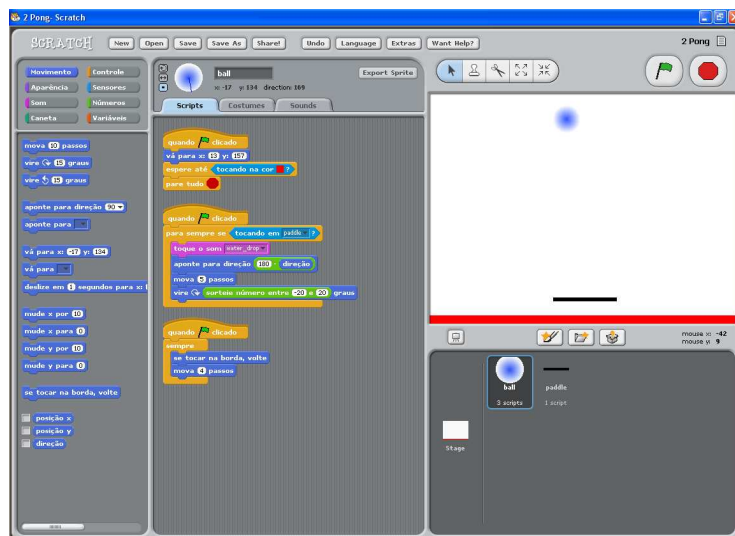 2 Pong- Scratch
SCRATCH New Open Save Save As Share! Undo Language Extras Want Help? 2 Pong
Movimento Controle
Aparência Sensores
Som Números
Caneta Variáveis
mova 10 passos
vire 15 graus
vire 15 graus
aponte para direção 90
aponte para
vá para x: -17 y: 134
vá para
deslize em 1 segundos para x:
mude x por 10
mude x para 0
mude y por 10
mude y para 0
se tocar na borda, volte
posição x
posição y
direção
ball
Export Sprite
x: -17 y: 134 direction: 169
Scripts Costumes Sounds
quando clicado
vá para x: 13 y: 157
espere até tocando na cor ?
pare tudo
quando clicado
para sempre se tocando em paddle ?
toque o som water_drop
aponte para direção 180 - direção
mova 5 passos
vire sorteie número entre -20 e 20 graus
quando clicado
sempre
se tocar na borda, volte
mova 4 passos
mouse x: -42
mouse y: 9
ball
3 scripts
paddle
1 script
Stage